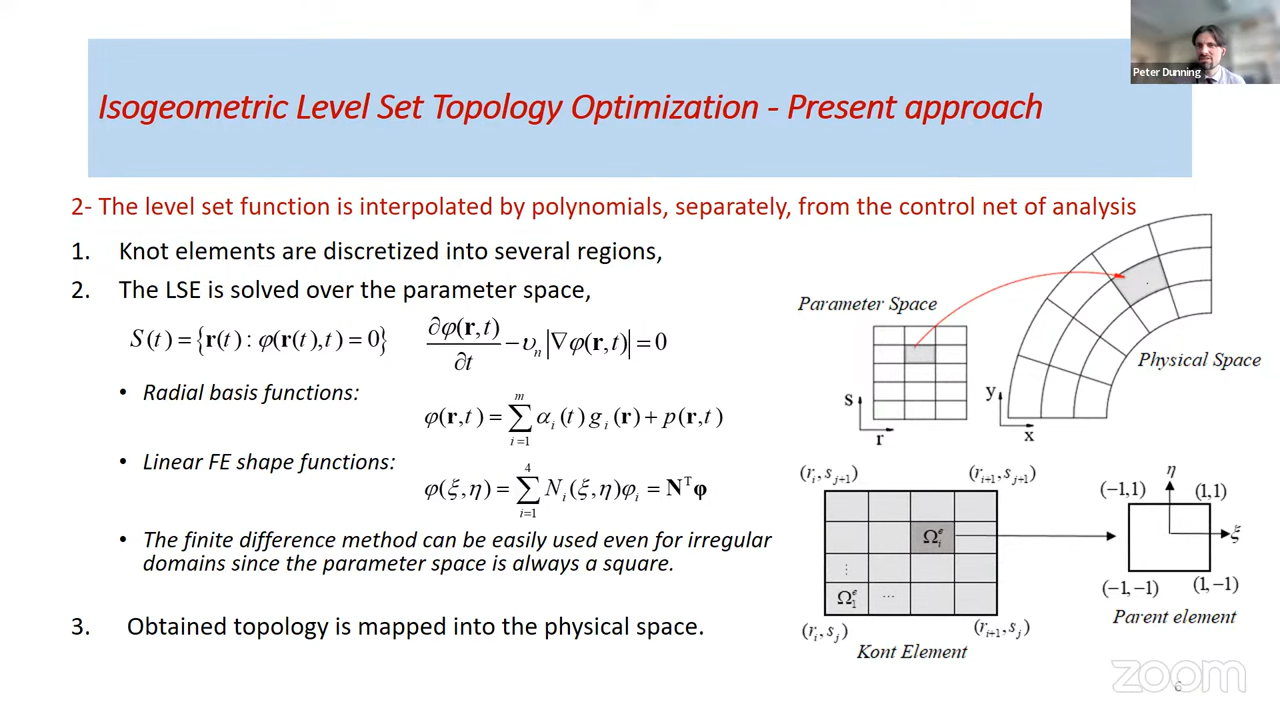 Peter Dunning
Isogeometric Level Set Topology Optimization - Present approach
2- The level set function is interpolated by polynomials, separately, from the control net of analysis
1. Knot elements are discretized into several regions,
2. The LSE is solved over the parameter space,
S(t) = {r(t) : φ(r(t),t) = 0}
∂φ(r,t)/∂t − υₙ|∇φ(r,t)| = 0
• Radial basis functions:
φ(r,t) = ∑_{i=1}^{m} α_i(t) g_i(r) + p(r,t)
• Linear FE shape functions:
φ(ξ,η) = ∑_{i=1}^{4} N_i(ξ,η)φ_i = N^T φ
• The finite difference method can be easily used even for irregular
domains since the parameter space is always a square.
3. Obtained topology is mapped into the physical space.
Parameter Space
s
r
Physical Space
y
x
(r_i, s_{j+1})
(r_{i+1}, s_{j+1})
Ω_i^e
⋮
Ω_1^e
...
(r_i, s_j)
(r_{i+1}, s_j)
Kont Element
η
(−1,1)
(1,1)
ξ
(−1,−1)
(1,−1)
Parent element
zoom
6